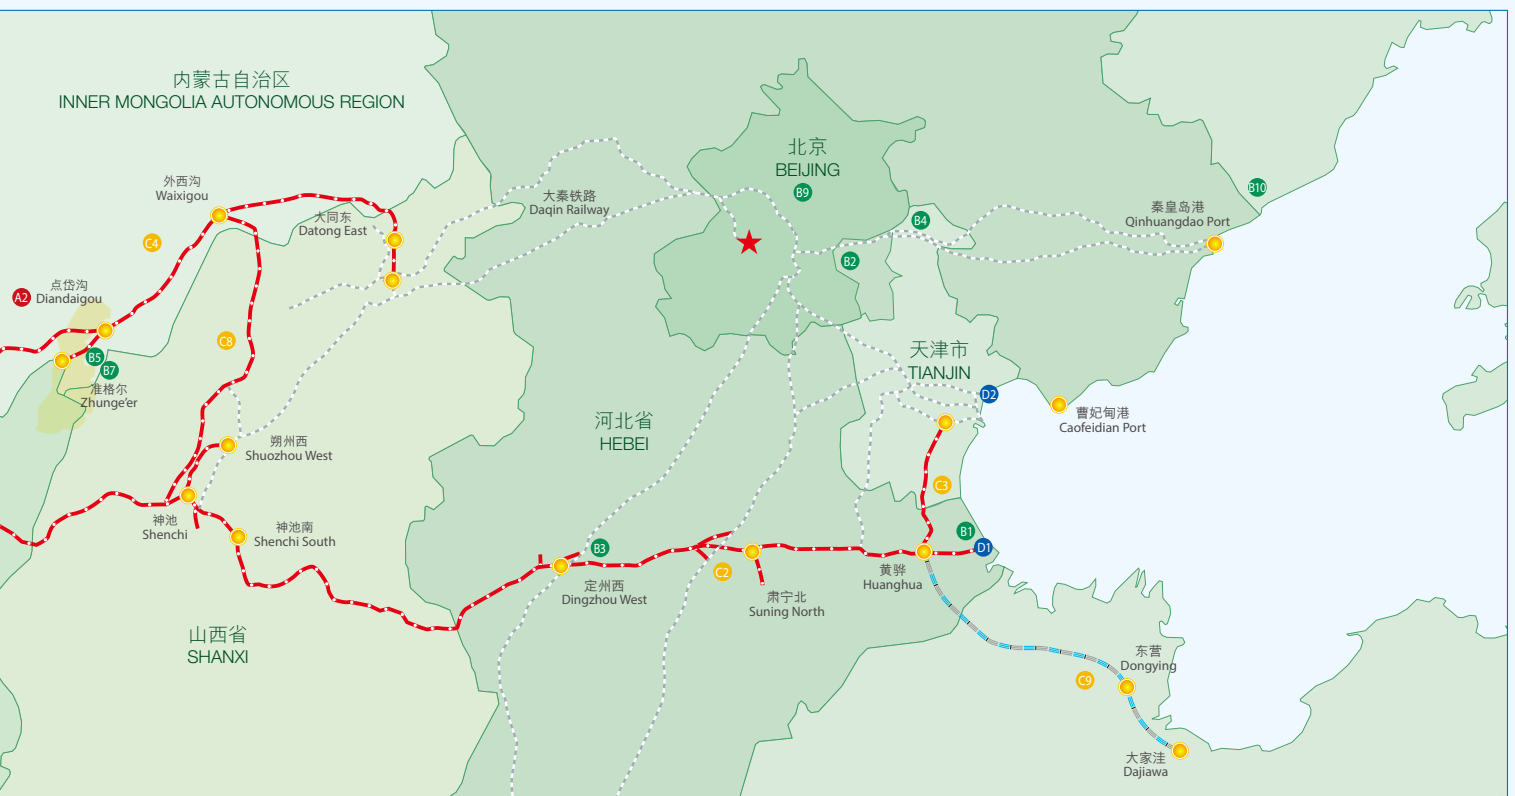 内蒙古自治区
INNER MONGOLIA AUTONOMOUS REGION
北京
BEIJING
B9
外西沟
Waixigou
大同东
Datong East
大秦铁路
Daqin Railway
B10
秦皇岛港
Qinhuangdao Port
B4
B2
C4
点岱沟
Diandaigou
A2
C8
B5
B7
准格尔
Zhunge'er
天津市
TIANJIN
D2
曹妃甸港
Caofeidian Port
河北省
HEBEI
朔州西
Shuozhou West
C3
神池
Shenchi
神池南
Shenchi South
B1
D1
B3
C2
定州西
Dingzhou West
肃宁北
Suning North
黄骅
Huanghua
山西省
SHANXI
东营
Dongying
C9
大家洼
Dajiawa